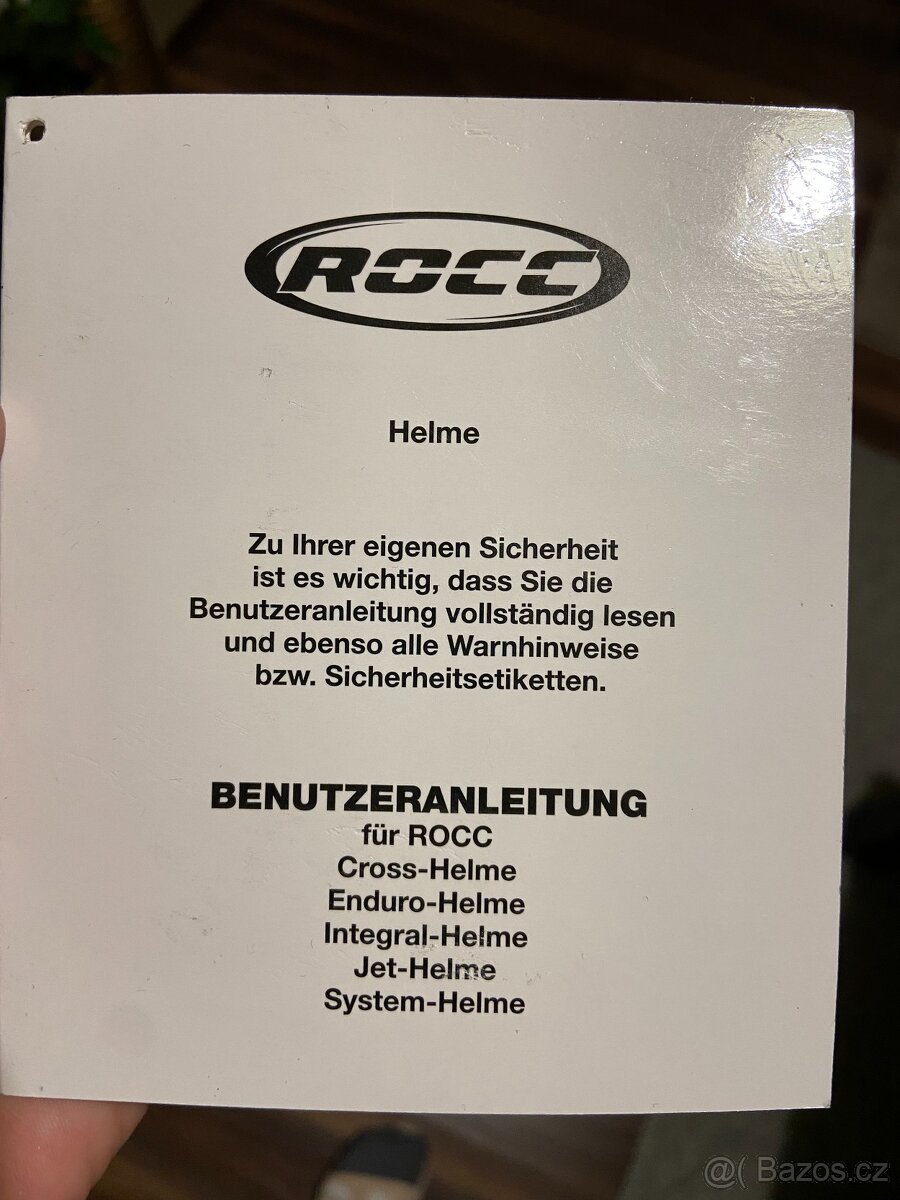 ROCC
Helme
Zu Ihrer eigenen Sicherheit
ist es wichtig, dass Sie die
Benutzeranleitung vollständig lesen
und ebenso alle Warnhinweise
bzw. Sicherheitsetiketten.
BENUTZERANLEITUNG
für ROCC
Cross-Helme
Enduro-Helme
Integral-Helme
Jet-Helme
System-Helme
@( Bazos.cz